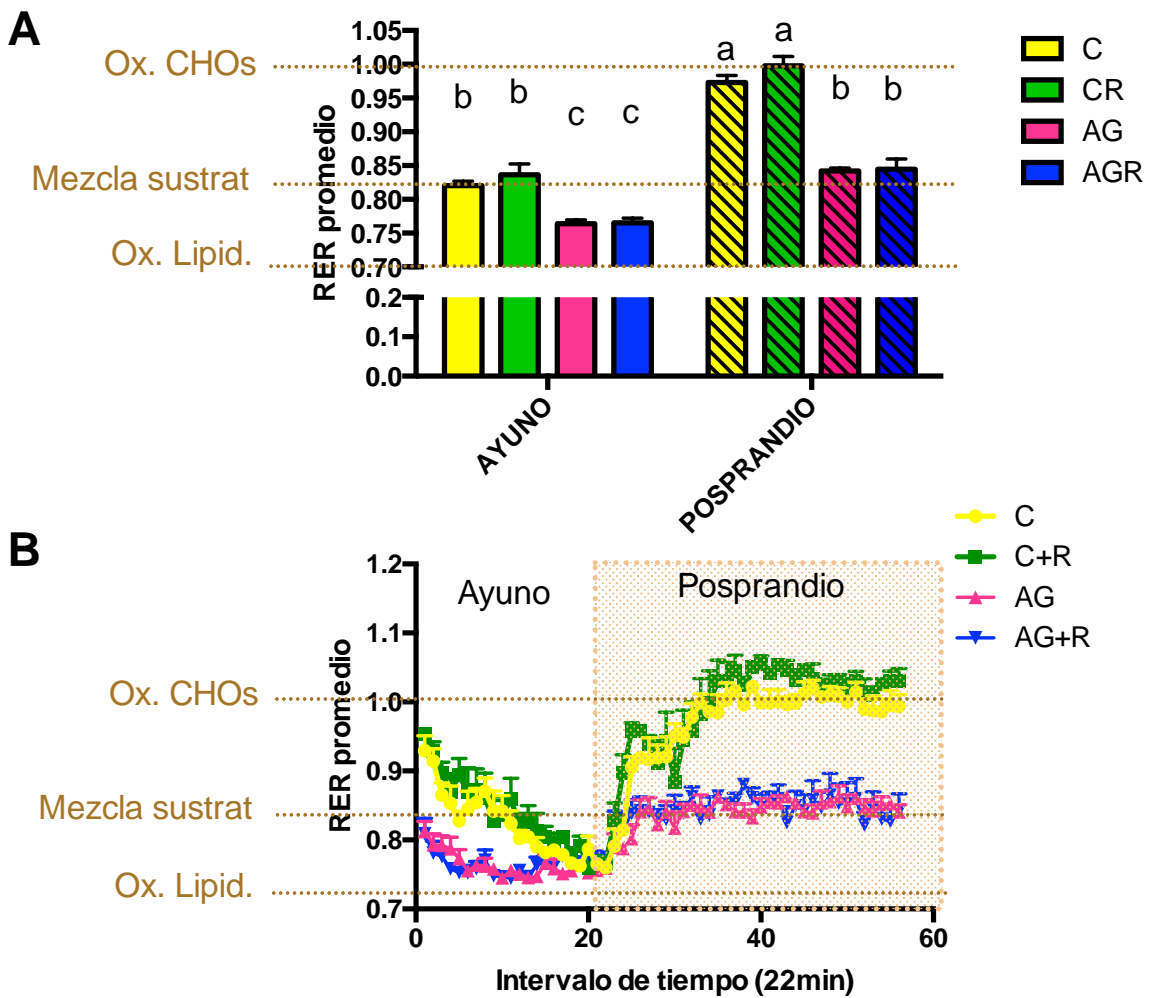 A
Ox. CHOs
Mezcla sustrat
Ox. Lipid.
RER promedio
1.05
1.00
0.95
0.90
0.85
0.80
0.75
0.70
0.2
0.1
0.0
b
b
c
c
a
a
b
b
AYUNO
POSPRANDIO
C
CR
AG
AGR
B
Ox. CHOs
Mezcla sustrat
Ox. Lipid.
RER promedio
1.2
1.1
1.0
0.9
0.8
0.7
Ayuno
Posprandio
C
C+R
AG
AG+R
0
20
40
60
Intervalo de tiempo (22min)